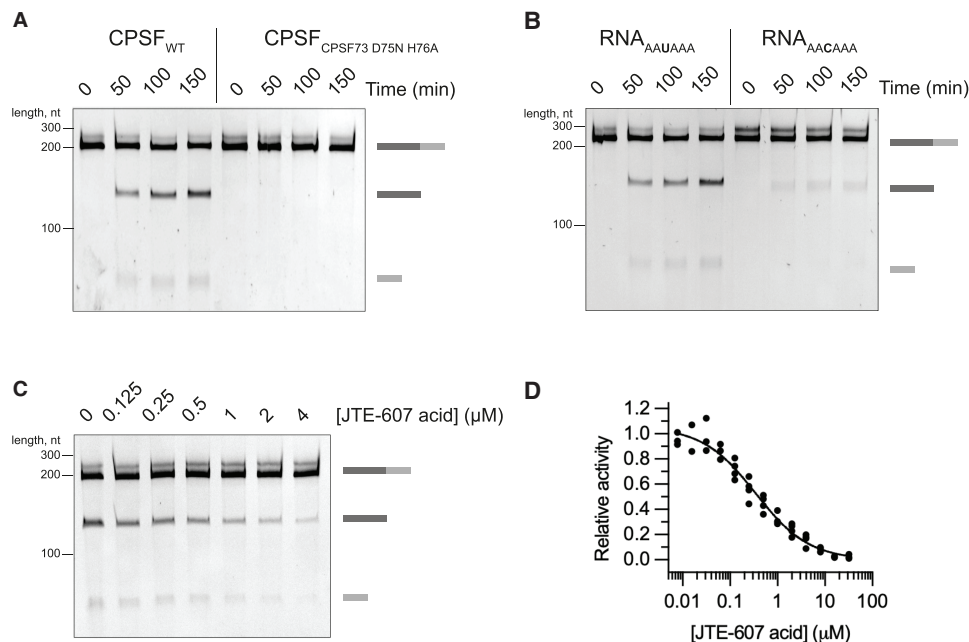 A
CPSFWT CPSFCPSF73 D75N H76A
0 50 100 150 0 50 100 150 Time (min)
length, nt
300
200
100
B
RNAAAUAAA RNAAACAAA
0 50 100 150 0 50 100 150 Time (min)
length, nt
300
200
100
C
0 0.125 0.25 0.5 1 2 4 [JTE-607 acid] (µM)
length, nt
300
200
100
D
Relative activity
1.2
1.0
0.8
0.6
0.4
0.2
0.0
0.01 0.1 1 10 100
[JTE-607 acid] (µM)